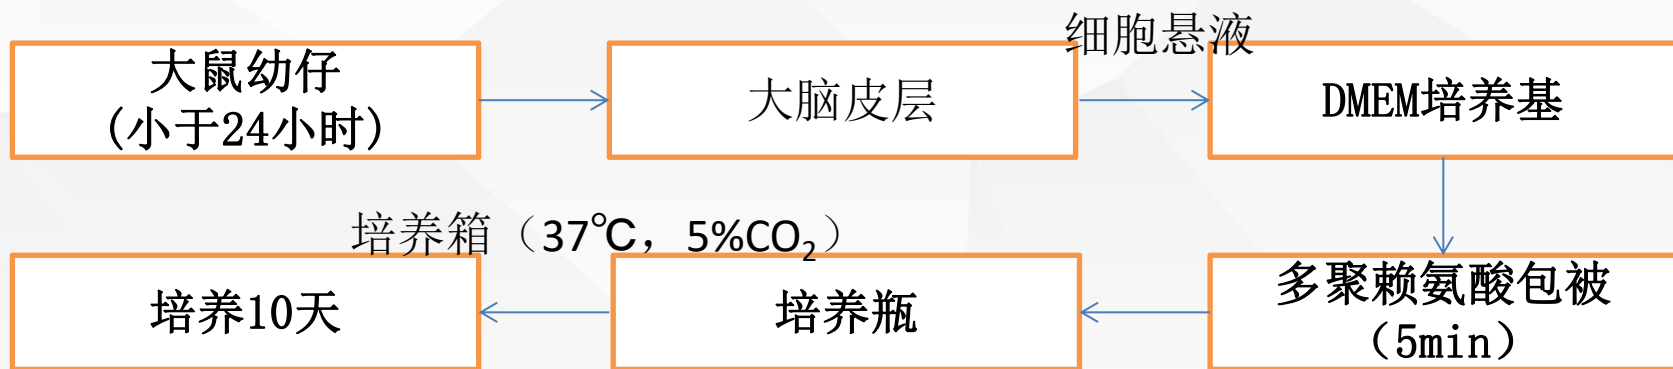 大鼠幼仔
(小于24小时)
大脑皮层
细胞悬液
DMEM培养基
多聚赖氨酸包被
（5min）
培养瓶
培养箱（37℃，5%CO₂）
培养10天